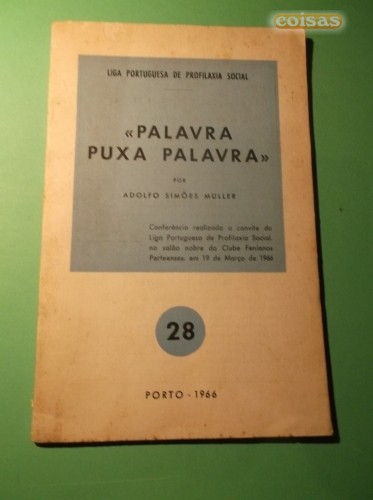 coisas
LIGA PORTUGUESA DE PROFILAXIA SOCIAL
«PALAVRA
PUXA PALAVRA»
POR
ADOLFO SIMÕES MÜLLER
Conferência realizada a convite da
Liga Portuguesa de Profilaxia Social,
no salão nobre do Clube Fenianos
Portuenses, em 19 de Março de 1966
28
PORTO - 1966